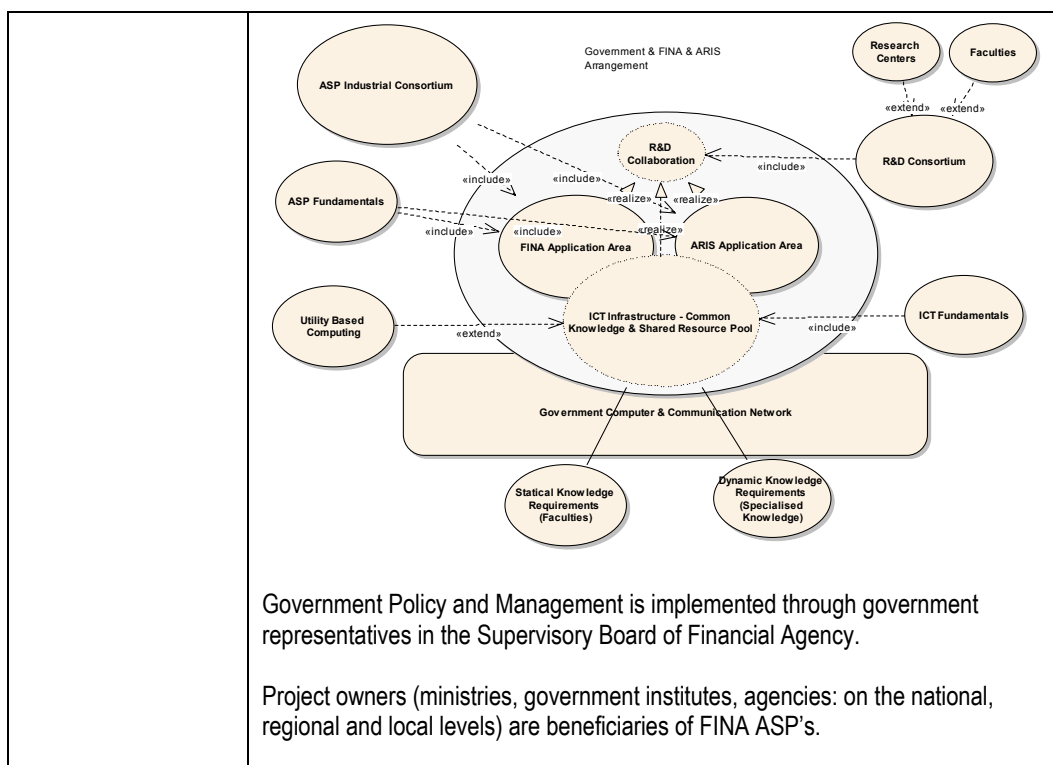 Government & FINA & ARIS
Arrangement
Research
Centers
Faculties
ASP Industrial Consortium
«extend»
«extend»
R&D
Collaboration
R&D Consortium
«include»
«include»
«include»
ASP Fundamentals
«realize»
«realize»
«include»
«include»
«realize»
FINA Application Area
ARIS Application Area
Utility Based
Computing
ICT Infrastructure - Common
Knowledge & Shared Resource Pool
ICT Fundamentals
«extend»
«include»
Government Computer & Communication Network
Statical Knowledge
Requirements
(Faculties)
Dynamic Knowledge
Requirements
(Specialised
Knowledge)
Government Policy and Management is implemented through government
representatives in the Supervisory Board of Financial Agency.
Project owners (ministries, government institutes, agencies: on the national,
regional and local levels) are beneficiaries of FINA ASP's.